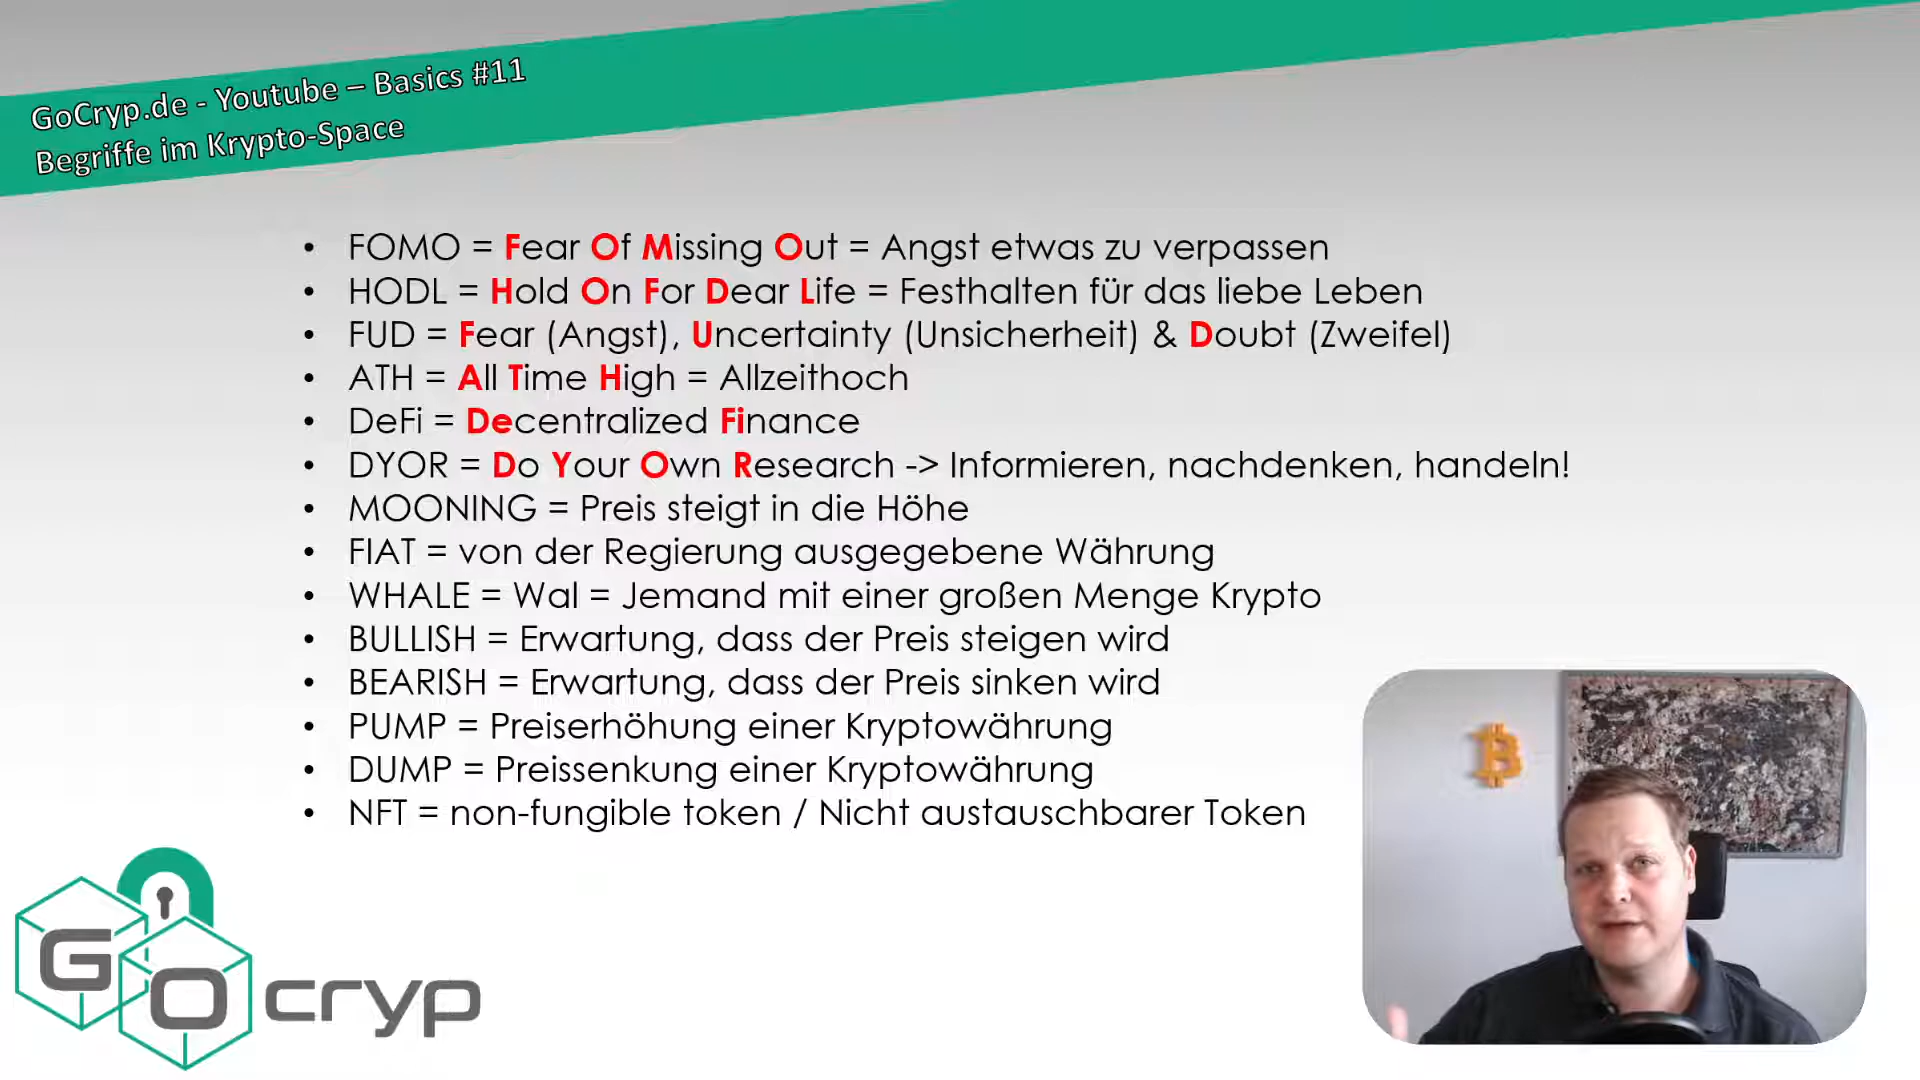 GoCryp.de - Youtube – Basics #11
Begriffe im Krypto-Space
• FOMO = Fear Of Missing Out = Angst etwas zu verpassen
• HODL = Hold On For Dear Life = Festhalten für das liebe Leben
• FUD = Fear (Angst), Uncertainty (Unsicherheit) & Doubt (Zweifel)
• ATH = All Time High = Allzeithoch
• DeFi = Decentralized Finance
• DYOR = Do Your Own Research -> Informieren, nachdenken, handeln!
• MOONING = Preis steigt in die Höhe
• FIAT = von der Regierung ausgegebene Währung
• WHALE = Wal = Jemand mit einer großen Menge Krypto
• BULLISH = Erwartung, dass der Preis steigen wird
• BEARISH = Erwartung, dass der Preis sinken wird
• PUMP = Preiserhöhung einer Kryptowährung
• DUMP = Preissenkung einer Kryptowährung
• NFT = non-fungible token / Nicht austauschbarer Token
GO cryp